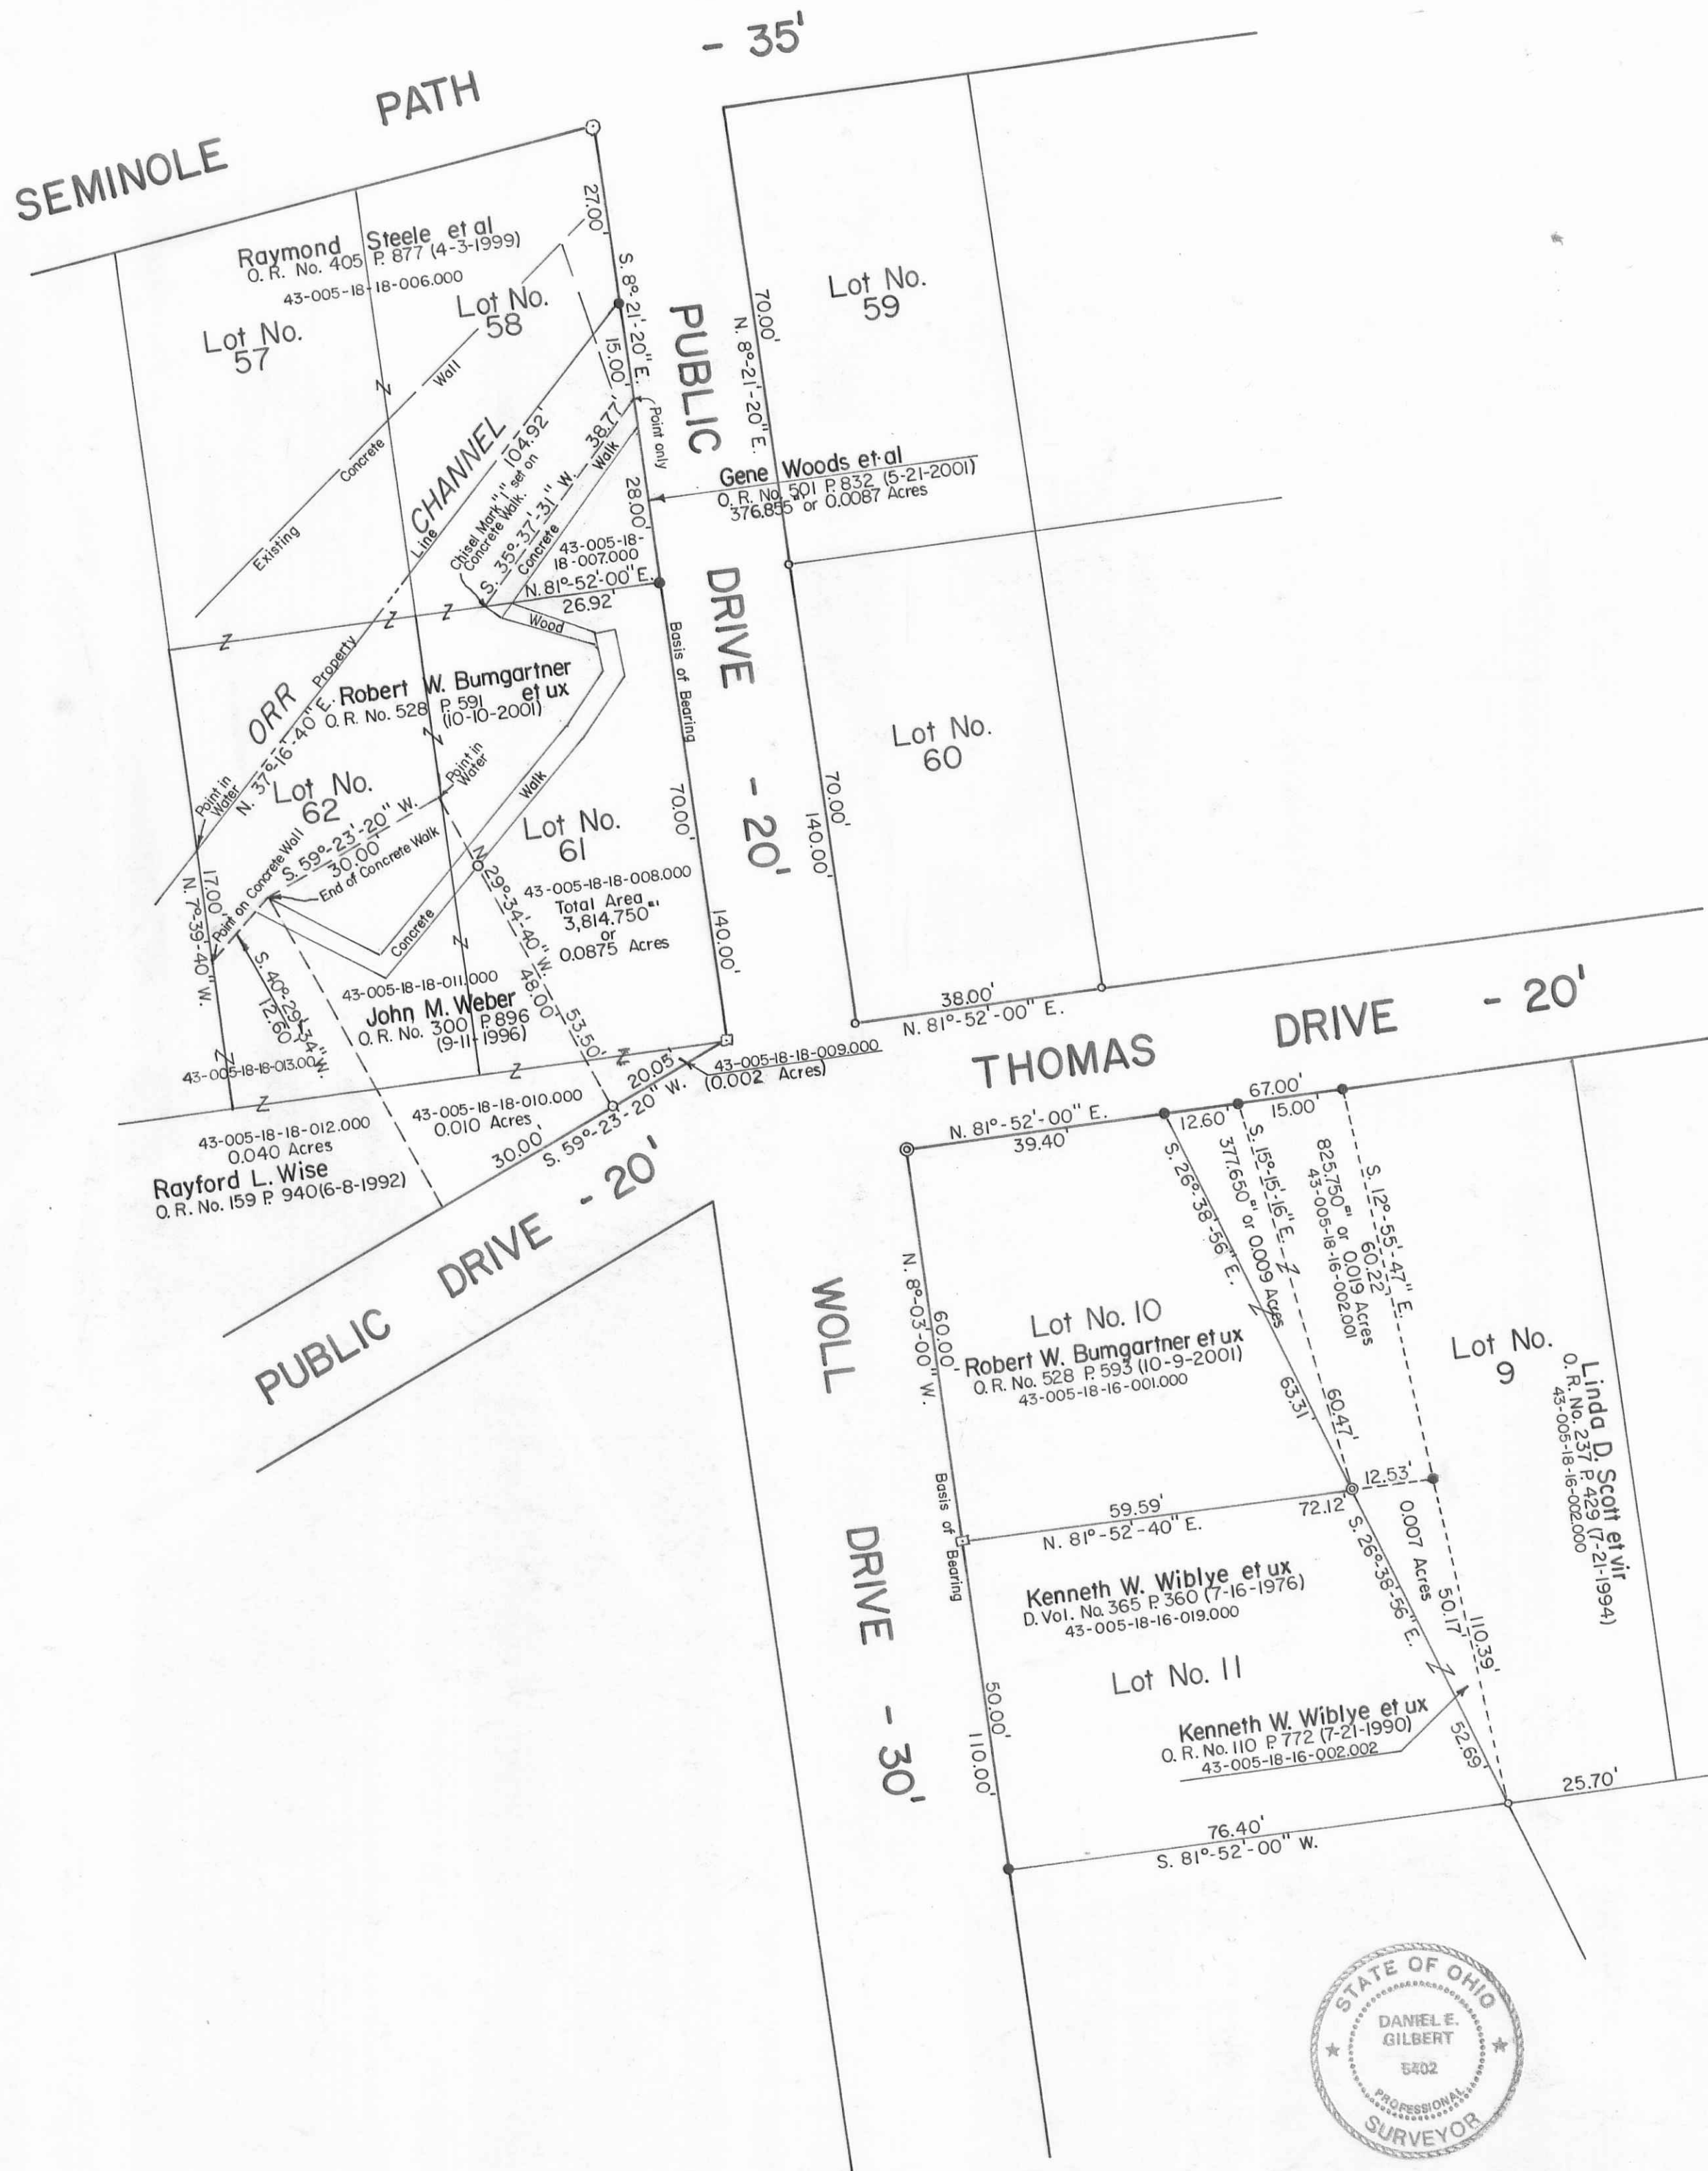 - 35'
SEMINOLE PATH
27.00'
Raymond Steele et al
O. R. No. 405 P. 877 (4-3-1999)
43-005-18-18-006.000
Lot No.
57
Lot No.
58
Lot No.
59
S. 8°-21'-20" E.
15.00'
PUBLIC DRIVE - 20'
70.00'
N. 8°-21'-20" E.
Existing Concrete Wall
ORR CHANNEL
104.92'
Property Line
N. 37°-16'-40" E.
Chisel Mark "1" set on
Concrete Walk.
S. 35°-37'-31" W. 38.77'
Concrete Walk
Point only
28.00'
Gene Woods et al
O. R. No. 501 P. 832 (5-21-2001)
376.855" or 0.0087 Acres
43-005-18-
18-007.000
N. 81°-52'-00" E.
26.92'
Wood
Basis of Bearing
Robert W. Bumgartner
et ux
O. R. No. 528 P. 591
(10-10-2001)
Lot No.
60
Point in
Water
Point in
Water
Lot No.
62
S. 59°-23'-20" W.
30.00'
End of Concrete Walk
Point on Concrete Wall
Walk
Concrete
Lot No.
61
70.00'
70.00'
140.00'
43-005-18-18-008.000
Total Area
3,814.750"
or
0.0875 Acres
140.00'
17.00'
N. 7°-39'-40" W.
N 29°-34'-40" W.
48.00'
53.50'
S. 40°-29'-34" W.
12.60'
43-005-18-18-011.000
John M. Weber
O. R. No. 300 P. 896
(9-11-1996)
43-005-18-18-013.000
38.00'
N. 81°-52'-00" E.
THOMAS DRIVE - 20'
20.05'
43-005-18-18-009.000
(0.002 Acres)
43-005-18-18-010.000
0.010 Acres
43-005-18-18-012.000
0.040 Acres
Rayford L. Wise
O. R. No. 159 P. 940 (6-8-1992)
30.00'
S. 59°-23'-20" W.
PUBLIC DRIVE - 20'
N. 81°-52'-00" E.
39.40'
12.60'
67.00'
15.00'
S. 26°-38'-56" E.
S. 15°-15'-16" E.
377.650" or 0.009 Acres
825.750" or 0.019 Acres
43-005-18-16-002.001
S. 12°-55'-47" E.
60.22'
WOLL DRIVE - 30'
N. 8°-03'-00" W.
60.00'
Lot No. 10
Robert W. Bumgartner et ux
O. R. No. 528 P. 593 (10-9-2001)
43-005-18-16-001.000
63.31'
60.47'
Lot No.
9
Linda D. Scott et vir
O. R. No. 237 P. 429 (7-21-1994)
43-005-18-16-002.000
Basis of Bearing
12.53'
59.59'
72.12'
N. 81°-52'-40" E.
0.007 Acres
S. 26°-38'-56" E.
50.17'
110.39'
Kenneth W. Wiblye et ux
D. Vol. No. 365 P. 360 (7-16-1976)
43-005-18-16-019.000
Lot No. 11
50.00'
110.00'
Kenneth W. Wiblye et ux
O. R. No. 110 P. 772 (7-21-1990)
43-005-18-16-002.002
52.69'
25.70'
76.40'
S. 81°-52'-00" W.
STATE OF OHIO
DANIEL E.
GILBERT
5402
PROFESSIONAL
SURVEYOR